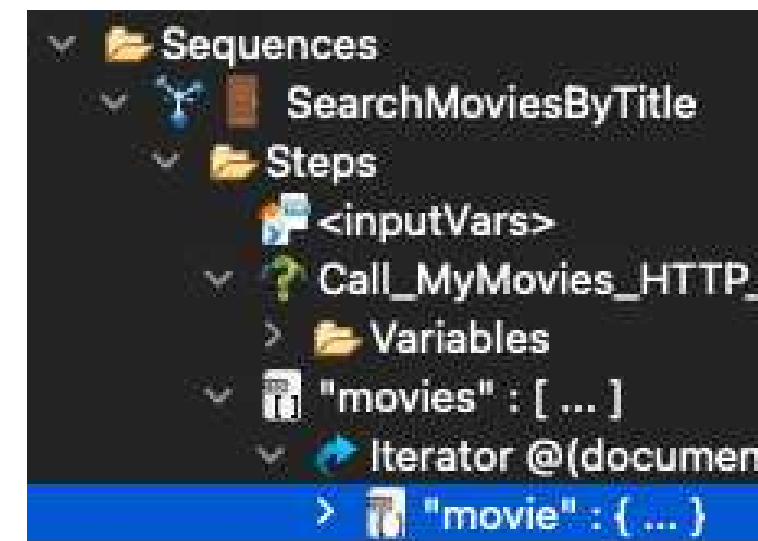 Sequences
SearchMoviesByTitle
Steps
<inputVars>
Call_MyMovies_HTTP_
Variables
"movies" : [ ... ]
Iterator @(documen
"movie" : { ... }